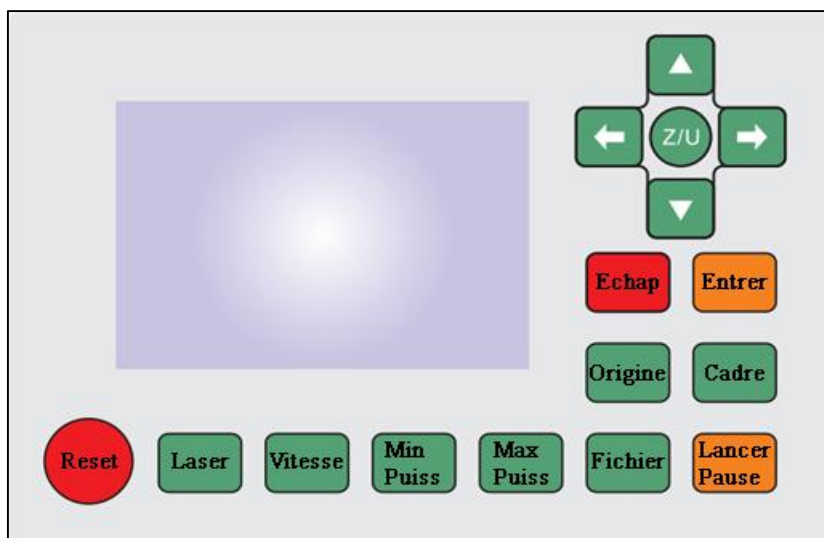 Z/U
Echap
Entrer
Origine
Cadre
Reset
Laser
Vitesse
Min
Puiss
Max
Puiss
Fichier
Lancer
Pause